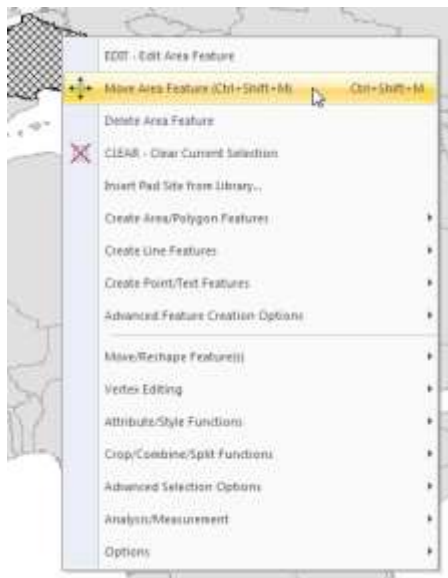 EDIT - Edit Area Feature
Move Area Feature (Ctrl+Shift+M) Ctrl+Shift+M
Delete Area Feature
CLEAR - Clear Current Selection
Insert Pad Site from Library...
Create Area/Polygon Features
Create Line Features
Create Point/Text Features
Advanced Feature Creation Options
Move/Reshape Feature(s)
Vertex Editing
Attribute/Style Functions
Crop/Combine/Split Functions
Advanced Selection Options
Analysis/Measurement
Options